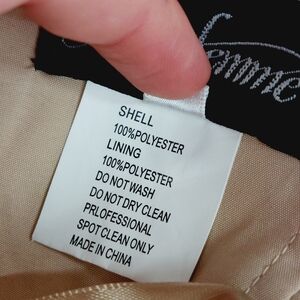 SHELL
100%POLYESTER
LINING
100%POLYESTER
DO NOT WASH
DO NOT DRY CLEAN
PRLOFESSIONAL
SPOT CLEAN ONLY
MADE IN CHINA